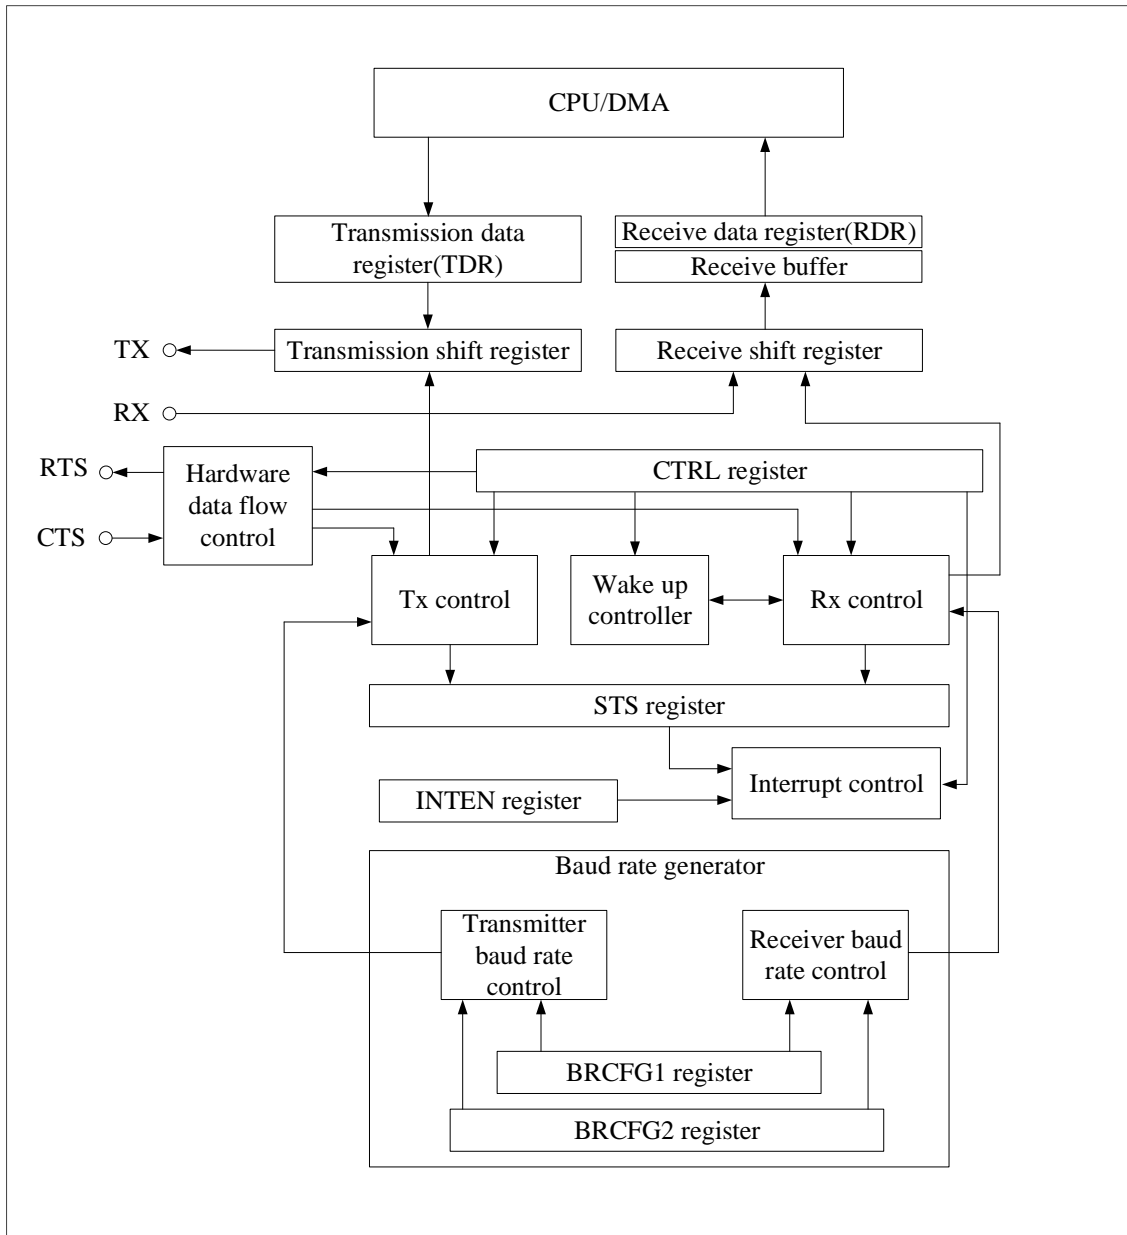 CPU/DMA
Transmission data
register(TDR)
Receive data register(RDR)
Receive buffer
TX
Transmission shift register
Receive shift register
RX
RTS
CTS
Hardware
data flow
control
CTRL register
Tx control
Wake up
controller
Rx control
STS register
Interrupt control
INTEN register
Baud rate generator
Transmitter
baud rate
control
Receiver baud
rate control
BRCFG1 register
BRCFG2 register